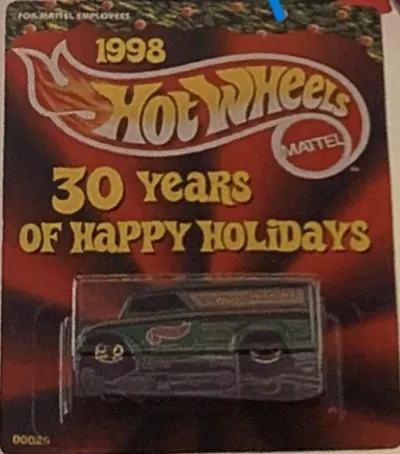 FOR MATTEL EMPLOYEES
1998
HOT WHEELS
MATTEL
30 YEARS
OF HAPPY HOLIDAYS
00025